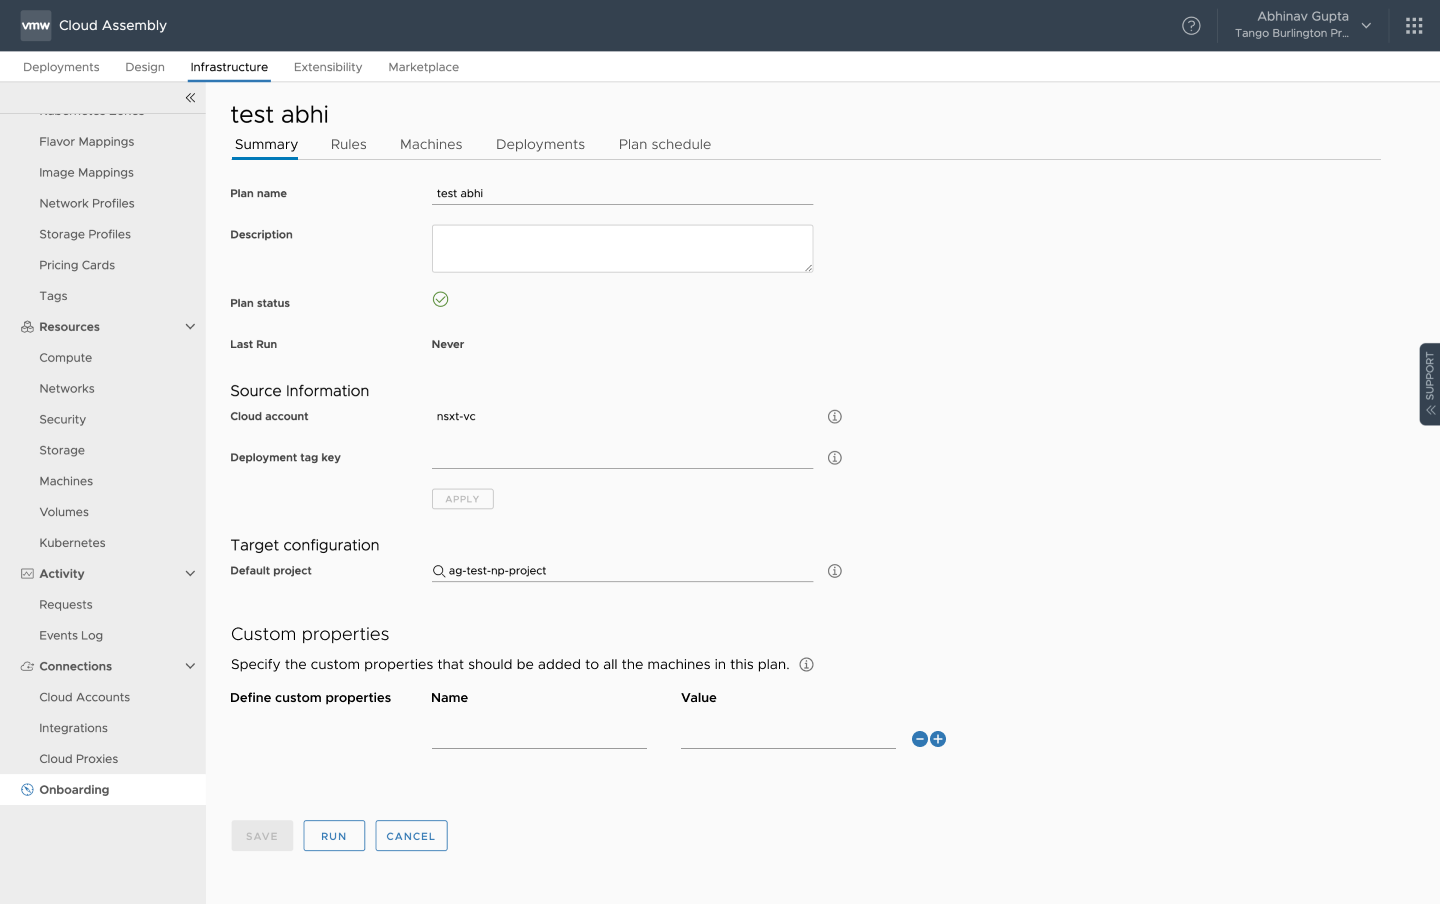 vmw Cloud Assembly
Abhinav Gupta
Tango Burlington Pr...
Deployments Design Infrastructure Extensibility Marketplace
Kubernetes Zones
Flavor Mappings
Image Mappings
Network Profiles
Storage Profiles
Pricing Cards
Tags
Resources
Compute
Networks
Security
Storage
Machines
Volumes
Kubernetes
Activity
Requests
Events Log
Connections
Cloud Accounts
Integrations
Cloud Proxies
Onboarding
test abhi
Summary Rules Machines Deployments Plan schedule
Plan name test abhi
Description
Plan status
Last Run Never
Source Information
Cloud account nsxt-vc
Deployment tag key
APPLY
Target configuration
Default project ag-test-np-project
Custom properties
Specify the custom properties that should be added to all the machines in this plan.
Define custom properties Name Value
SAVE RUN CANCEL
SUPPORT